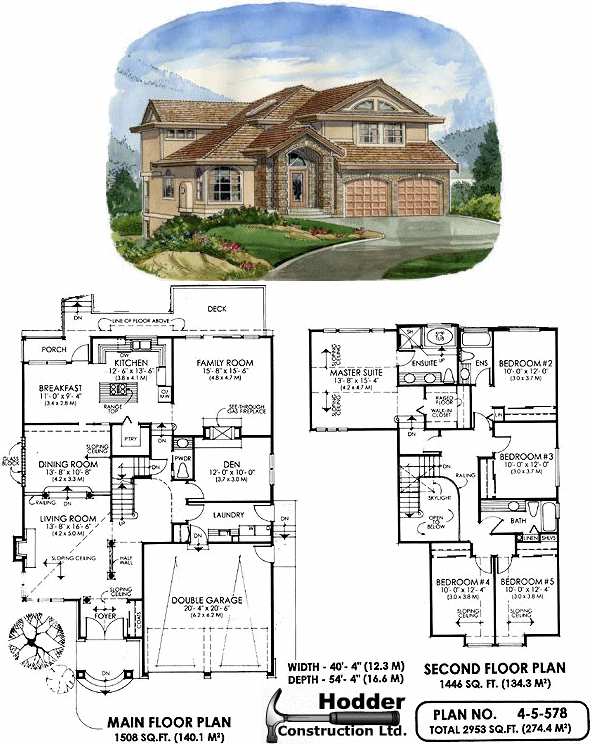 DECK
DN
LINE OF FLOOR ABOVE
PORCH
DN
DW
KITCHEN
12'- 6" x 13'- 6"
(3.8 x 4.1 M)
FAMILY ROOM
15'- 8" x 15'- 6"
(4.8 x 4.7 M)
BREAKFAST
11'- 0" x 9'- 4"
(3.4 x 2.8 M)
RANGE
TOP
O/
MW
SEE-THROUGH
GAS FIREPLACE
P'TRY
SLOPING
CEILING
DN
PWDR
DINING ROOM
13'- 8" x 10'- 8"
(4.2 x 3.3 M)
DEN
12'- 0" x 10'- 0"
(3.7 x 3.0 M)
RAILING
DN
UP
LIVING ROOM
13'- 8" x 16'- 6"
(4.2 x 5.0 M)
LAUNDRY
DN
DN
SLOPING CEILING
HALF
WALL
DOUBLE GARAGE
20'- 4" x 20'- 6"
(6.2 x 6.2 M)
DN
FOYER
COATS
MAIN FLOOR PLAN
1508 SQ. FT. (140.1 M²)
SH
TUB
UP
ENSUITE
ENS
SLOPING
CEILING
MASTER SUITE
13'- 8" x 15'- 4"
(4.2 x 4.7 M)
SLOPING
CEILING
BEDROOM #2
10'- 0" x 12'- 0"
(3.0 x 3.7 M)
RAISED
FLOOR
WALK-IN
CLOSET
LIN
DN
RAILING
BEDROOM #3
10'- 0" x 12'- 0"
(3.0 x 3.7 M)
SKYLIGHT
OPEN
TO
BELOW
BATH
LINEN
SHLVS
BEDROOM #4
10'- 0" x 12'- 4"
(3.0 x 3.8 M)
SLOPING
CEILING
BEDROOM #5
10'- 0" x 12'- 4"
(3.0 x 3.8 M)
SLOPING
CEILING
WIDTH - 40'- 4" (12.3 M)
DEPTH - 54'- 4" (16.6 M)
SECOND FLOOR PLAN
1446 SQ. FT. (134.3 M²)
Hodder
Construction Ltd.
PLAN NO. 4-5-578
TOTAL 2953 SQ.FT. (274.4 M²)